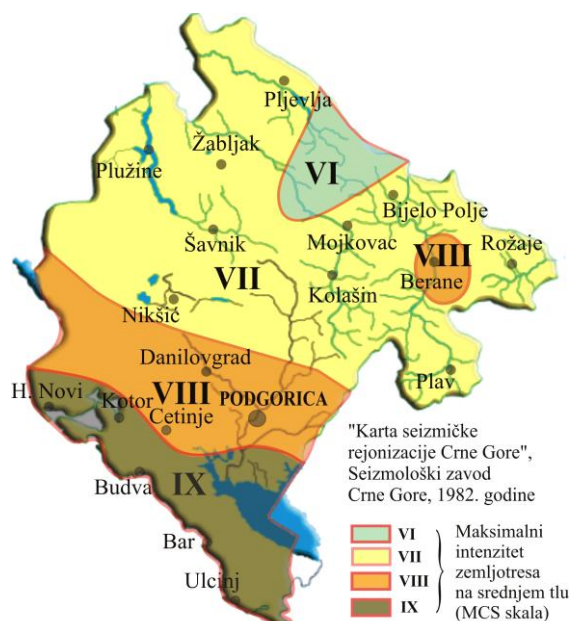 Pljevlja
Žabljak
Plužine
VI
Bijelo Polje
Šavnik
Mojkovac
Rožaje
VII
VIII
Berane
Kolašin
Nikšić
Danilovgrad
Plav
H. Novi
Kotor
VIII
PODGORICA
Cetinje
Budva
IX
Bar
Ulcinj
"Karta seizmičke
rejonizacije Crne Gore",
Seizmološki zavod
Crne Gore, 1982. godine
VI
VII
VIII
IX
Maksimalni
intenzitet
zemljotresa
na srednjem tlu
(MCS skala)